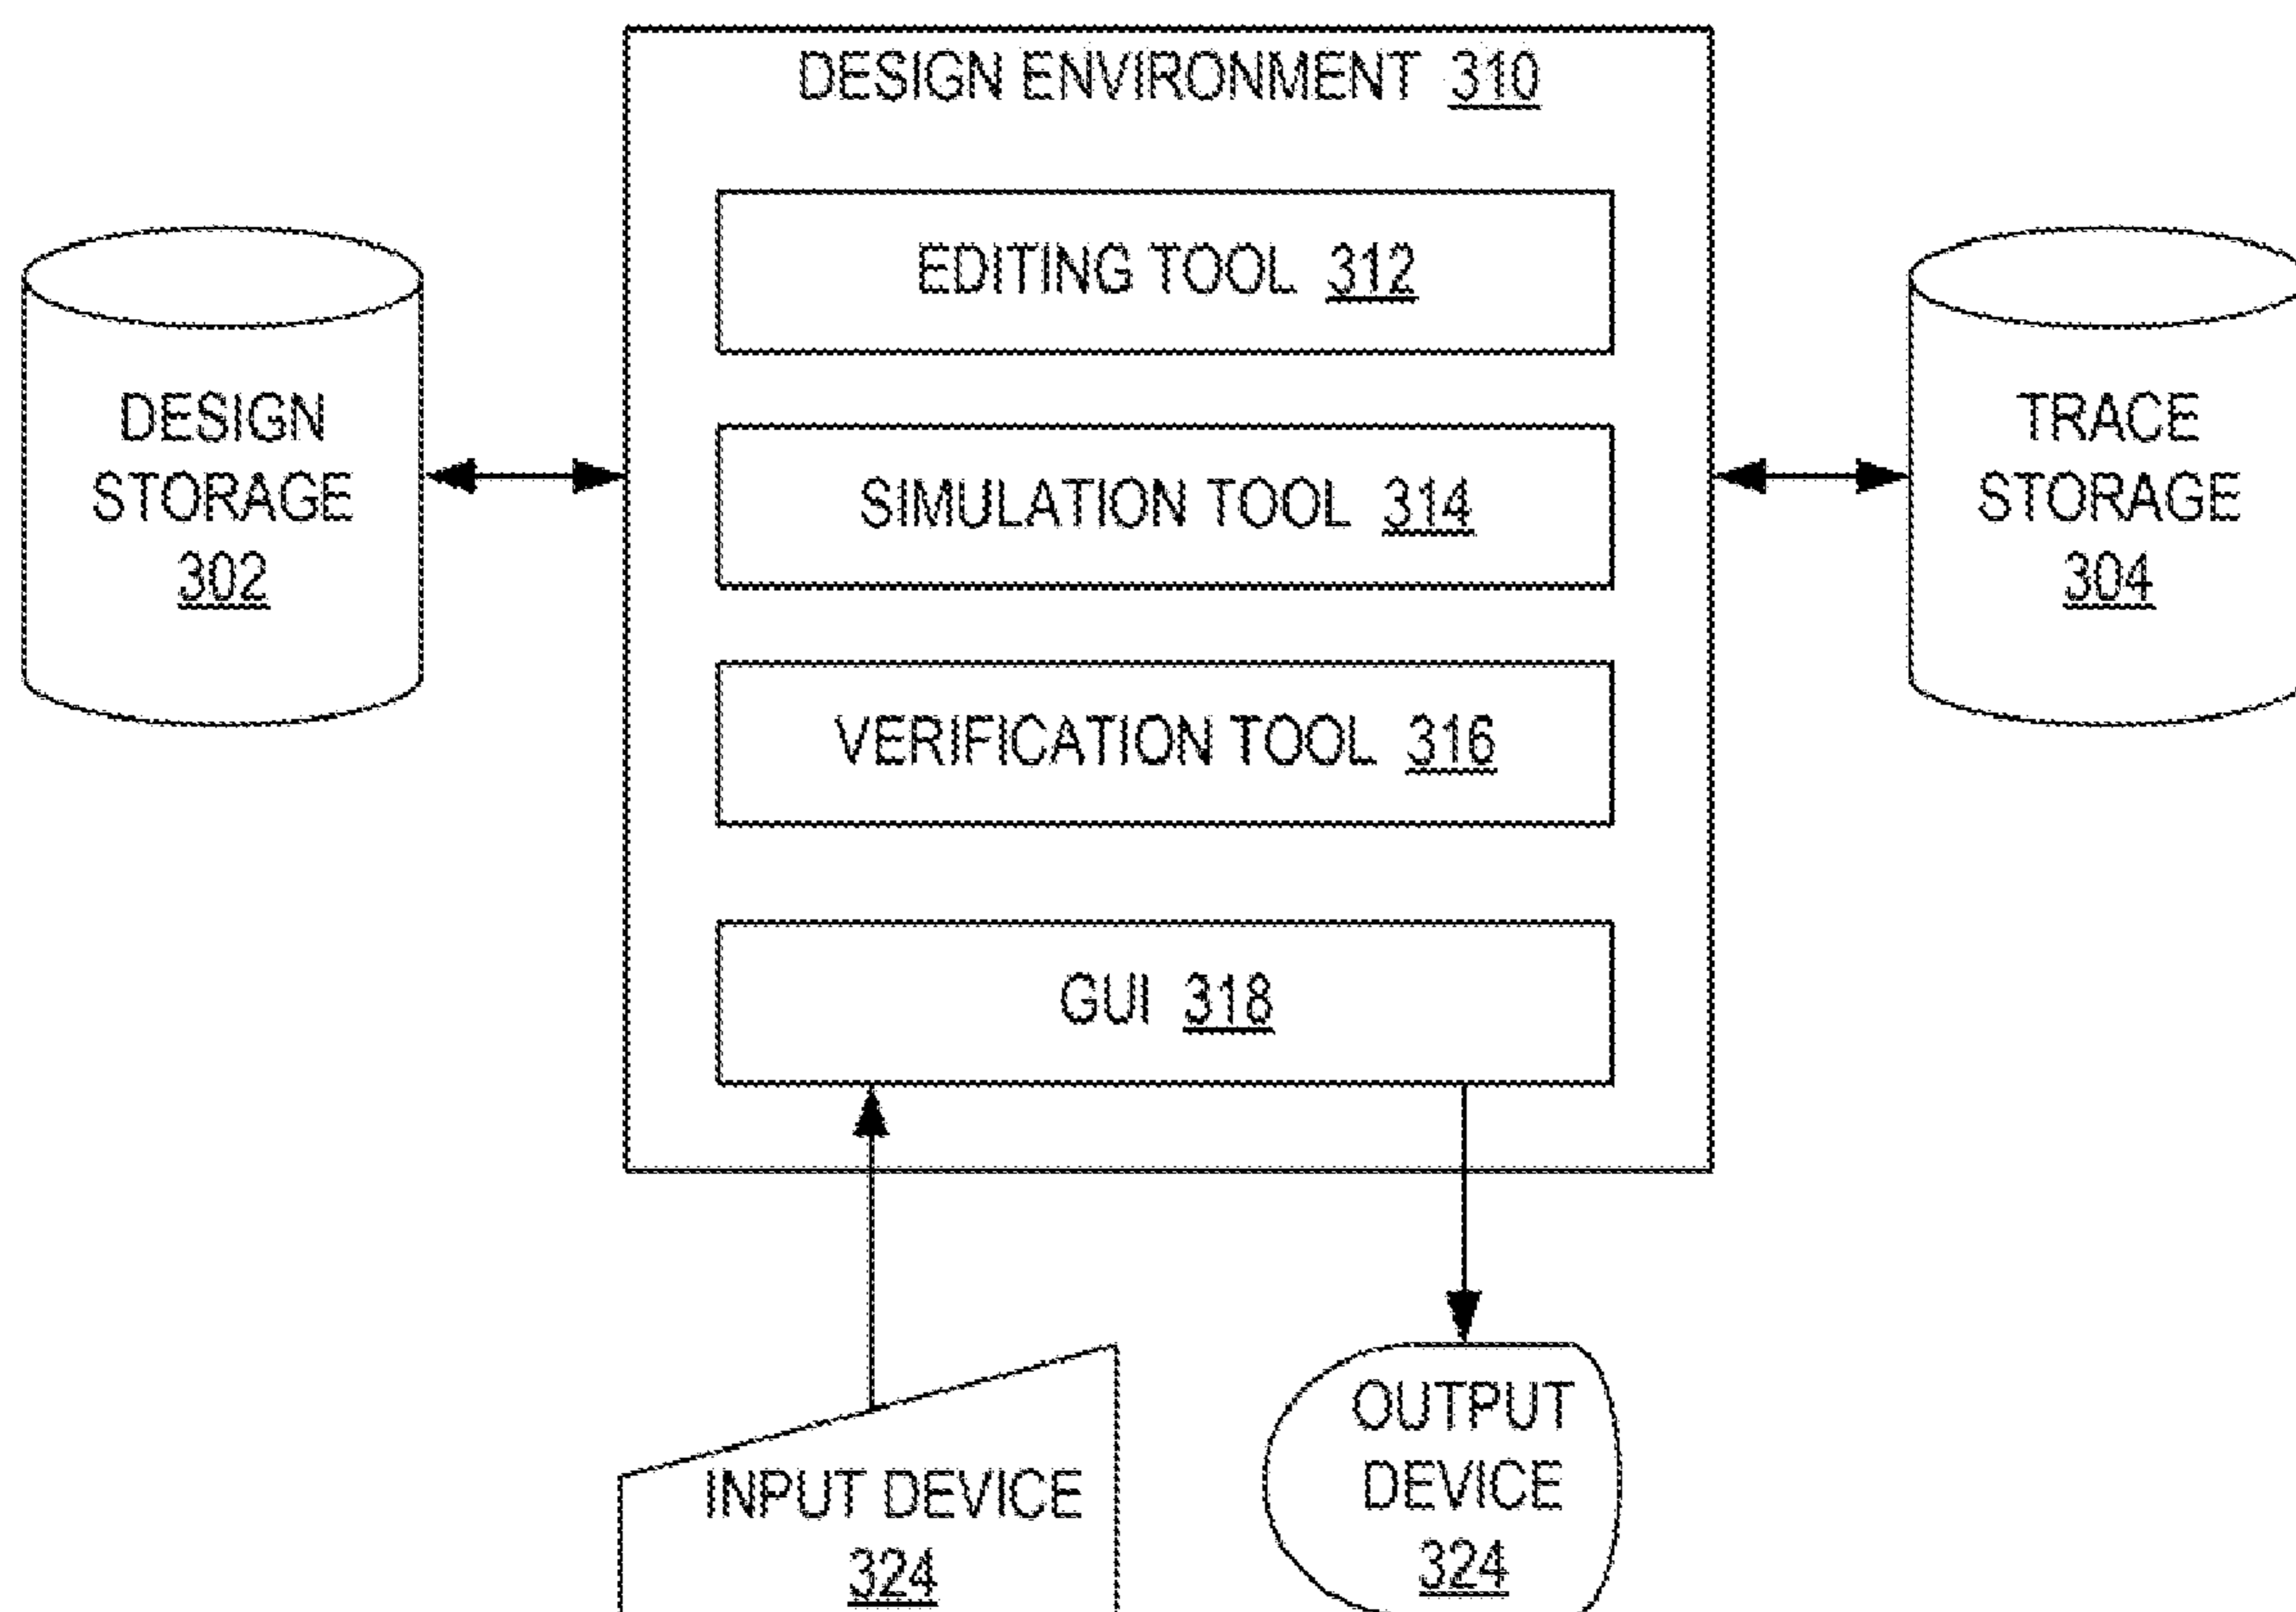 DESIGN ENVIRONMENT 310
EDITING TOOL 312
SIMULATION TOOL 314
VERIFICATION TOOL 316
GUI 318
DESIGN
STORAGE
302
TRACE
STORAGE
304
INPUT DEVICE
324
OUTPUT
DEVICE
324